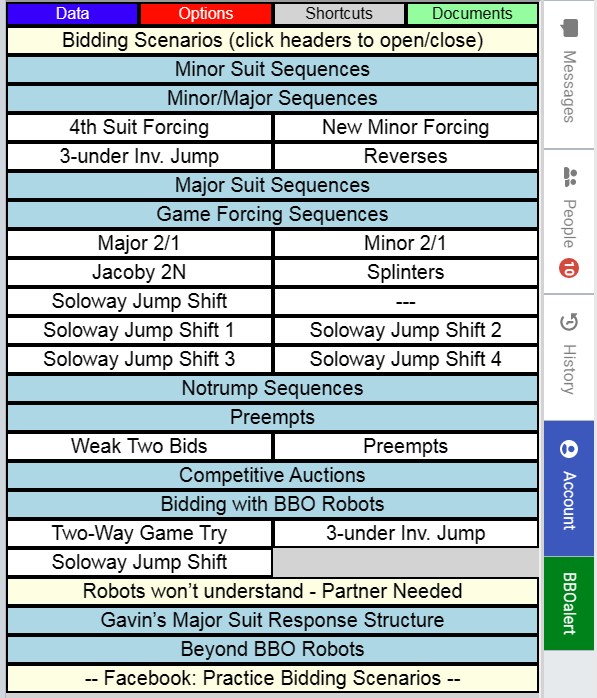 Data Options Shortcuts Documents
Bidding Scenarios (click headers to open/close)
Minor Suit Sequences
Minor/Major Sequences
4th Suit Forcing New Minor Forcing
3-under Inv. Jump Reverses
Major Suit Sequences
Game Forcing Sequences
Major 2/1 Minor 2/1
Jacoby 2N Splinters
Soloway Jump Shift ---
Soloway Jump Shift 1 Soloway Jump Shift 2
Soloway Jump Shift 3 Soloway Jump Shift 4
Notrump Sequences
Preempts
Weak Two Bids Preempts
Competitive Auctions
Bidding with BBO Robots
Two-Way Game Try 3-under Inv. Jump
Soloway Jump Shift
Robots won’t understand - Partner Needed
Gavin’s Major Suit Response Structure
Beyond BBO Robots
-- Facebook: Practice Bidding Scenarios --
Messages
People 10
History
Account
BBOalert